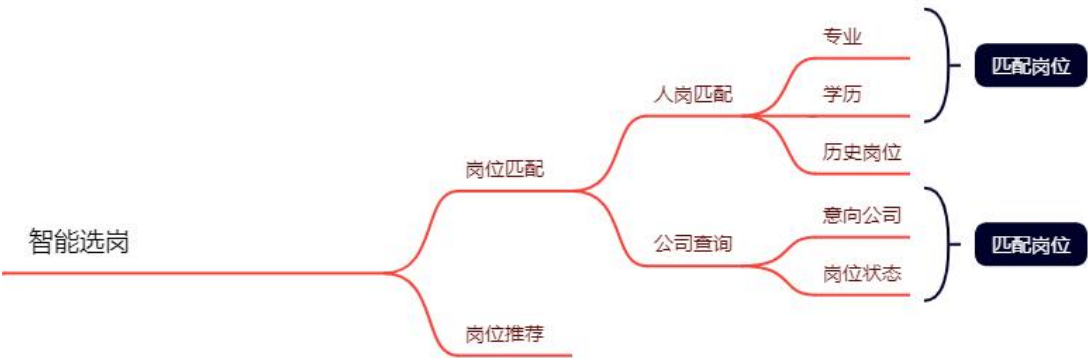 智能选岗
岗位匹配
人岗匹配
专业
学历
历史岗位
匹配岗位
公司查询
意向公司
岗位状态
匹配岗位
岗位推荐